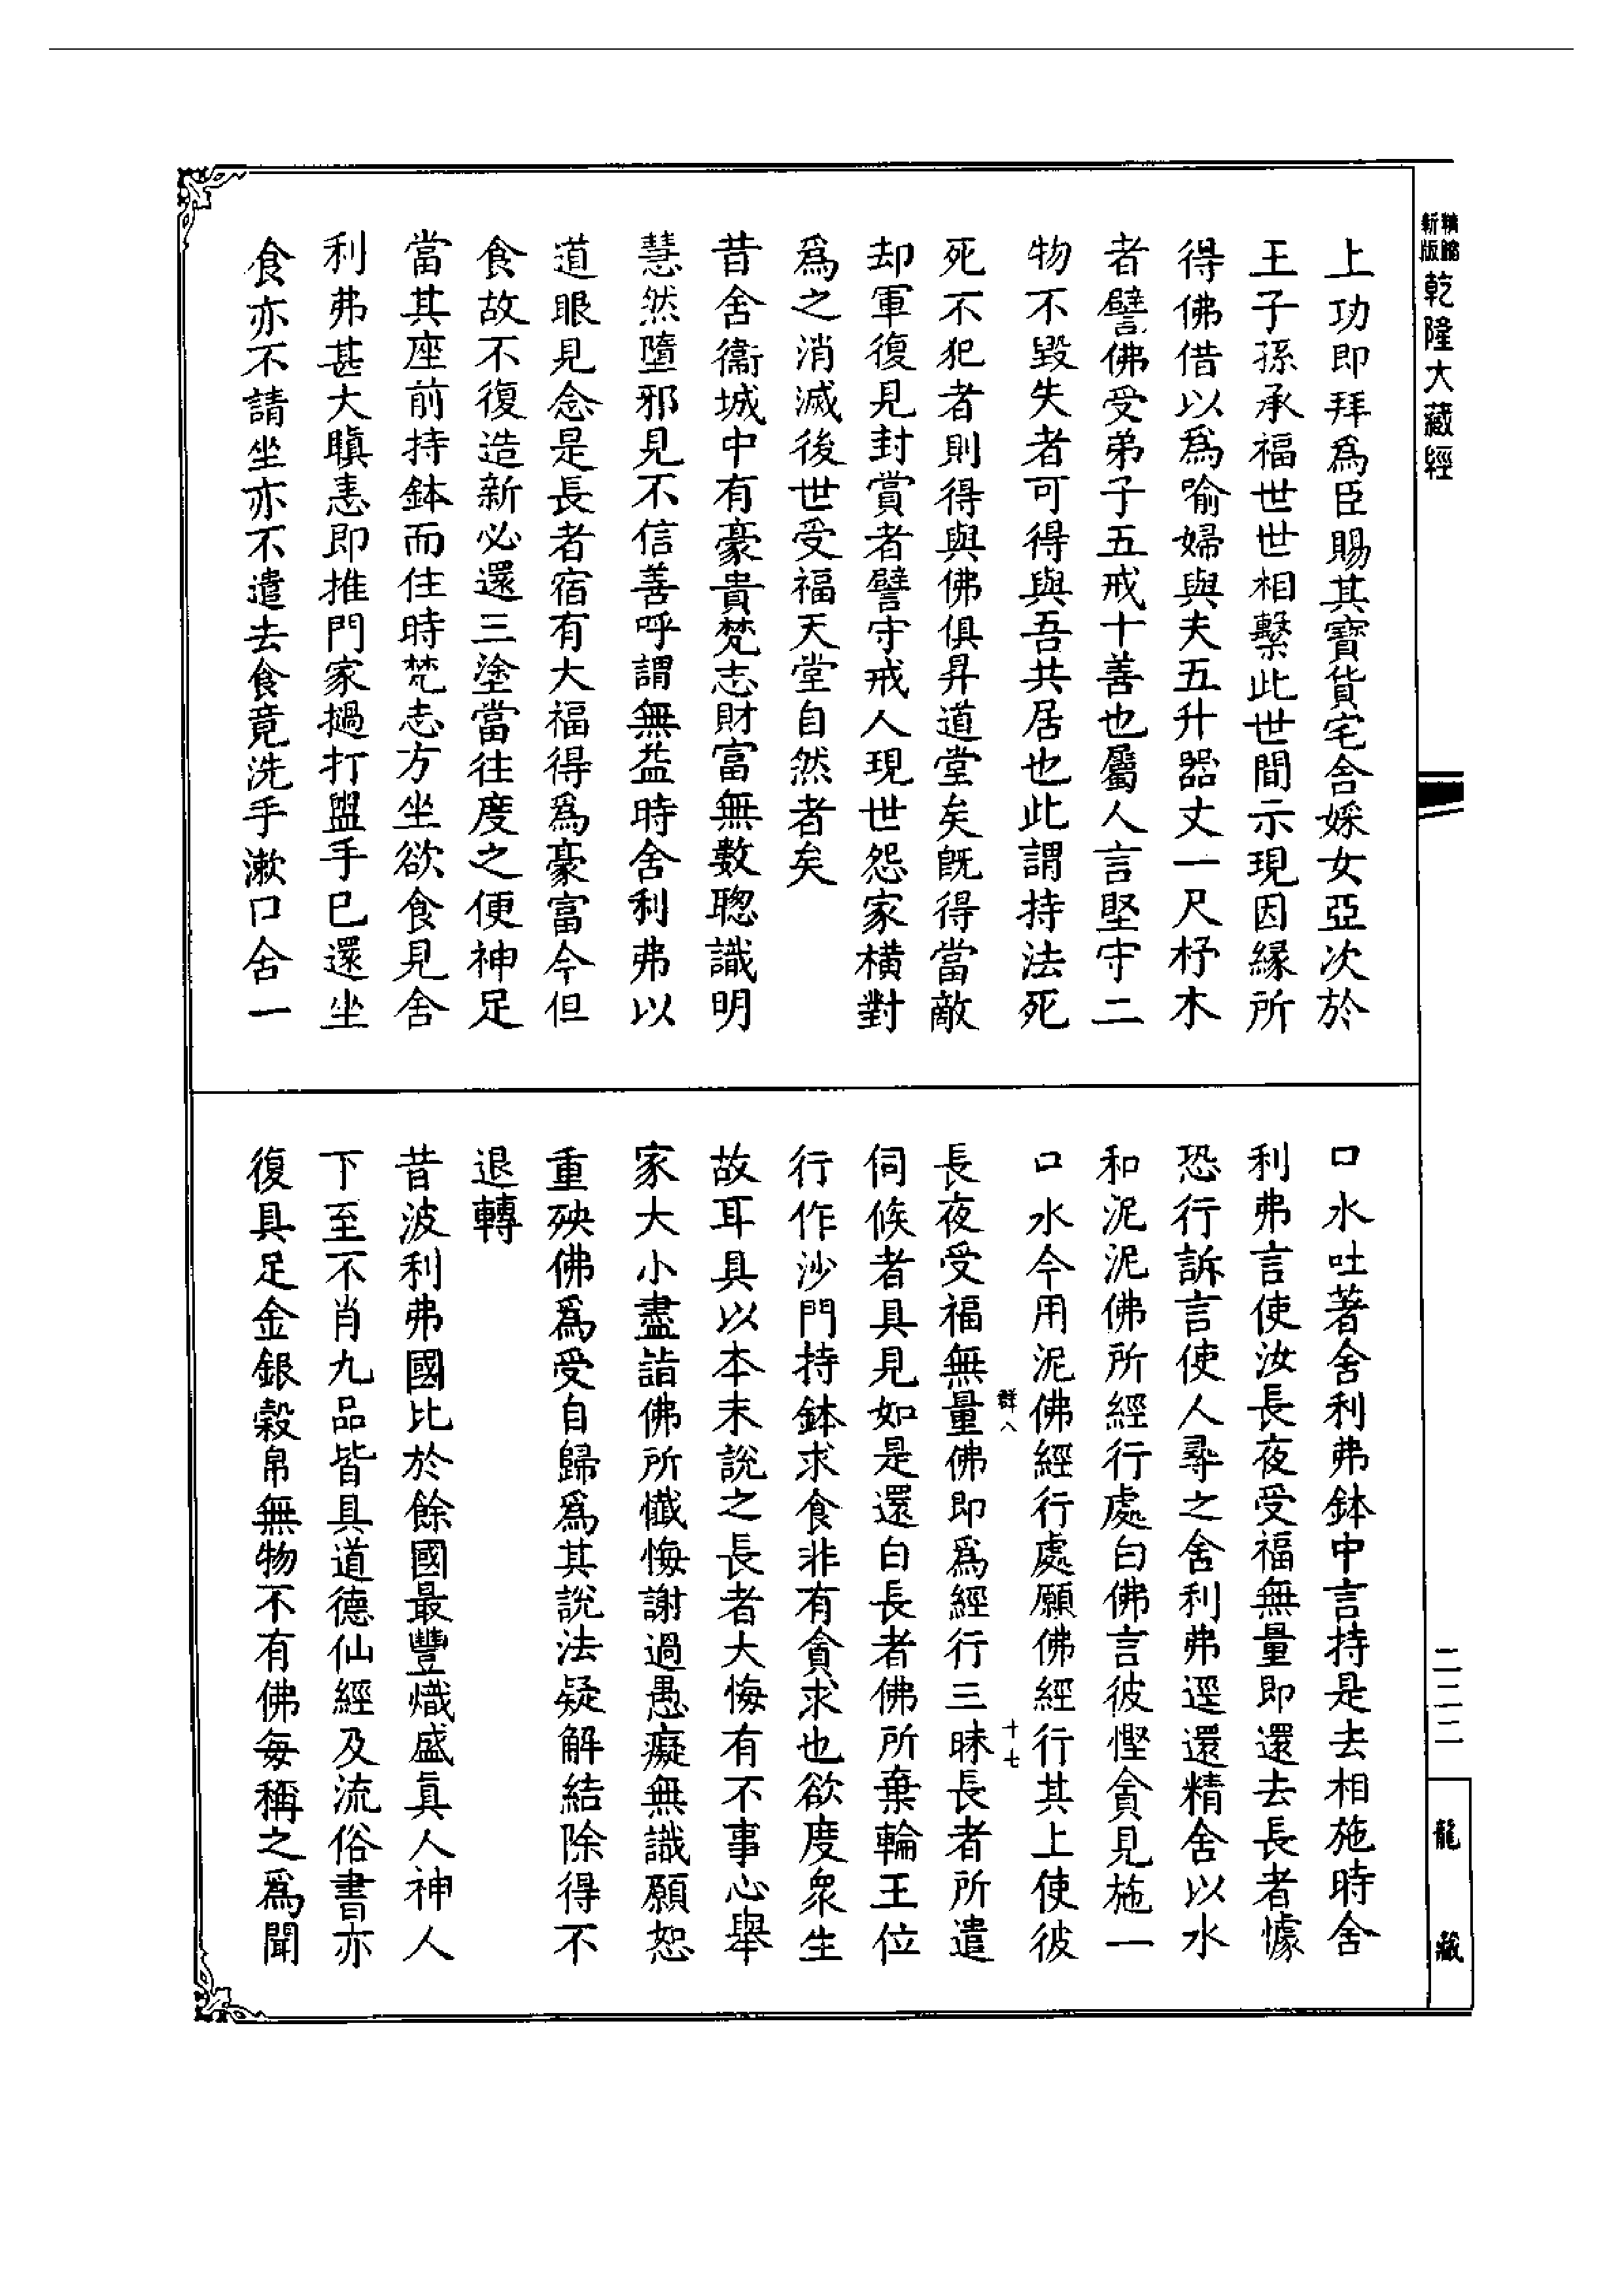 精縮
新版
乾隆大藏經
上功即拜爲臣賜其寶貨宅舍婇女亞次於
王子孫承福世世相繫此世間示現因緣所
得佛借以爲喻婦與夫五升器丈一尺杼木
者譬佛受弟子五戒十善也屬人言堅守二
物不毀失者可得與吾共居也此謂持法死
死不犯者則得與佛俱昇道堂矣既得當敵
却軍復見封賞者譬守戒人現世怨家橫對
爲之消滅後世受福天堂自然者矣
昔舍衞城中有豪貴梵志財富無數聰識明
慧然墮邪見不信善呼謂無益時舍利弗以
道眼見念是長者宿有大福得爲豪富今但
食故不復造新必還三塗當往度之便神足
當其座前持鉢而住時梵志方坐欲食見舍
利弗甚大瞋恚即推門家撾打盥手已還坐
食亦不請坐亦不遣去食竟洗手漱口含一
口水吐著舍利弗鉢中言持是去相施時舍
利弗言使汝長夜受福無量即還去長者懅
恐行訴言使人尋之舍利弗逕還精舍以水
和泥泥佛所經行處白佛言彼慳貪見施一
口水今用泥佛經行處願佛經行其上使彼
群八
十七
長夜受福無量佛即爲經行三昧長者所遣
伺候者具見如是還白長者佛所棄輪王位
行作沙門持鉢求食非有貪求也欲度衆生
故耳具以本末說之長者大悔有不事心舉
家大小盡詣佛所懺悔謝過愚癡無識願恕
重殃佛爲受自歸爲其說法疑解結除得不
退轉
昔波利弗國比於餘國最豐熾盛眞人神人
下至不肖九品皆具道德仙經及流俗書亦
復具足金銀穀帛無物不有佛每稱之爲聞
二二二
龍藏